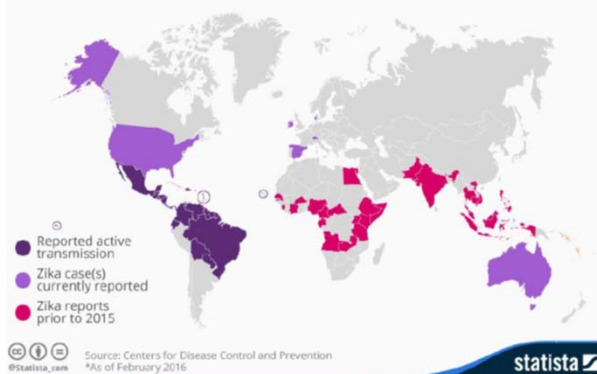 Reported active
transmission
Zika case(s)
currently reported
Zika reports
prior to 2015
@Statista_com
Source: Centers for Disease Control and Prevention
*As of February 2016
statista